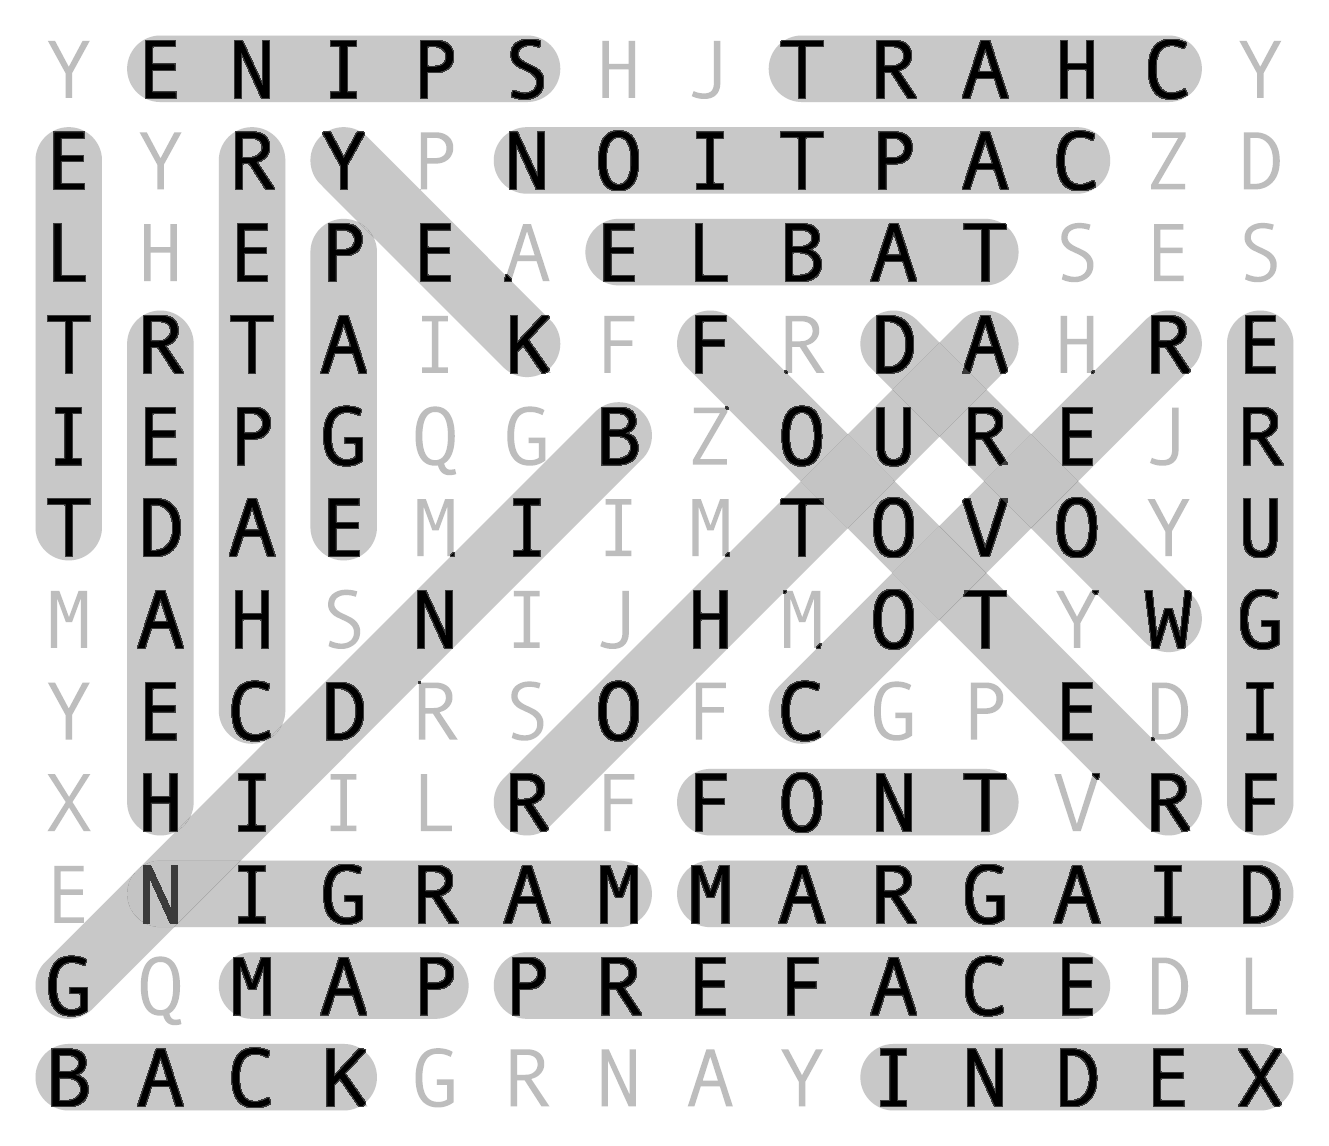 Y E N I P S H J T R A H C Y
E Y R Y P N O I T P A C Z D
L H E P E A E L B A T S E S
T R T A I K F F R D A H R E
I E P G Q G B Z O U R E J R
T D A E M I I M T O V O Y U
M A H S N I J H M O T Y W G
Y E C D R S O F C G P E D I
X H I I L R F F O N T V R F
E N I G R A M M A R G A I D
G Q M A P P R E F A C E D L
B A C K G R N A Y I N D E X